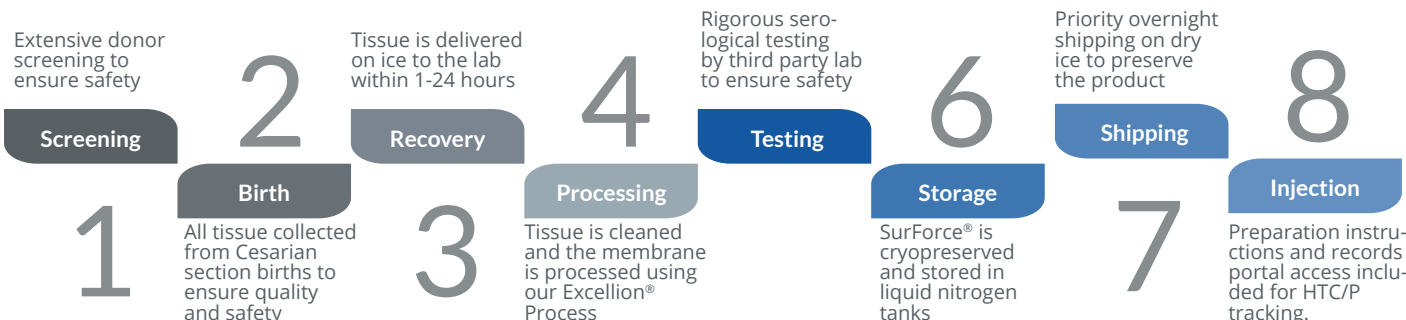 Extensive donor
screening to
ensure safety
Screening
1
2
Birth
All tissue collected
from Cesarian
section births to
ensure quality
and safety
Tissue is delivered
on ice to the lab
within 1-24 hours
Recovery
3
4
Processing
Tissue is cleaned
and the membrane
is processed using
our Excellion®
Process
Rigorous sero-
logical testing
by third party lab
to ensure safety
Testing
6
Storage
SurForce® is
cryopreserved
and stored in
liquid nitrogen
tanks
Priority overnight
shipping on dry
ice to preserve
the product
Shipping
7
8
Injection
Preparation instru-
ctions and records
portal access inclu-
ded for HTC/P
tracking.